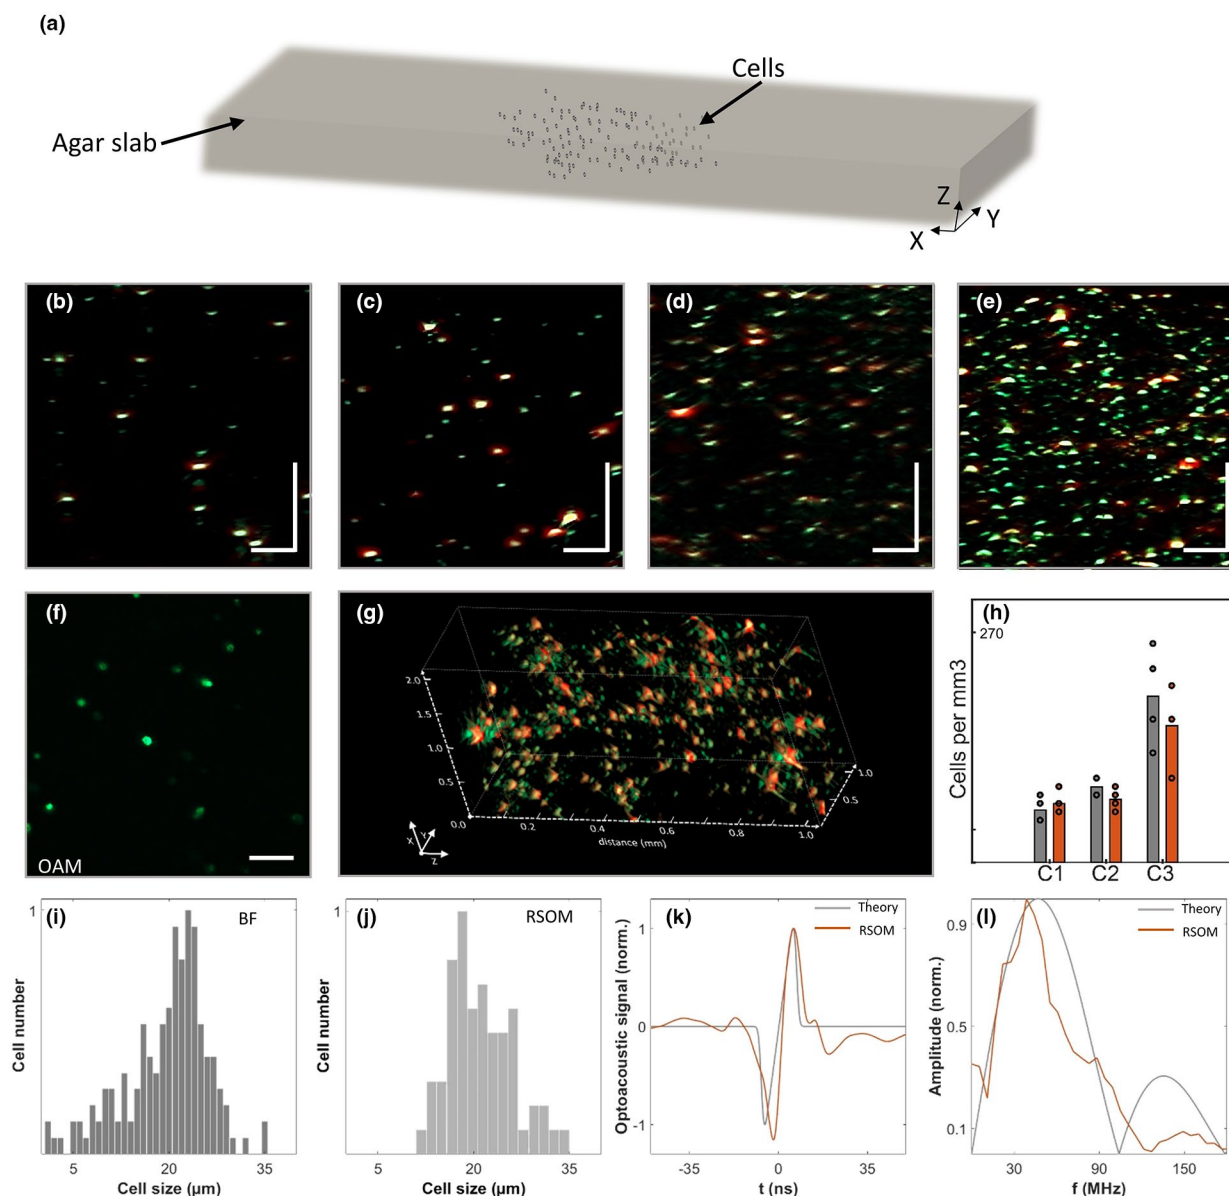 (a)
Cells
Agar slab
Z
Y
X
(b)
(c)
(d)
(e)
(f)
OAM
(g)
2.0
1.5
1.0
0.5
0.0
0.2
0.4
0.6
0.8
1.0
0.5
1.0
distance (mm)
X
Y
Z
(h)
270
Cells per mm3
C1
C2
C3
(i)
BF
1
Cell number
5
20
35
Cell size (µm)
(j)
RSOM
1
Cell number
5
20
35
Cell size (µm)
(k)
Theory
RSOM
Optoacoustic signal (norm.)
1
0
-1
-35
0
35
t (ns)
(l)
Theory
RSOM
Amplitude (norm.)
0.9
0.5
0.1
30
90
150
f (MHz)